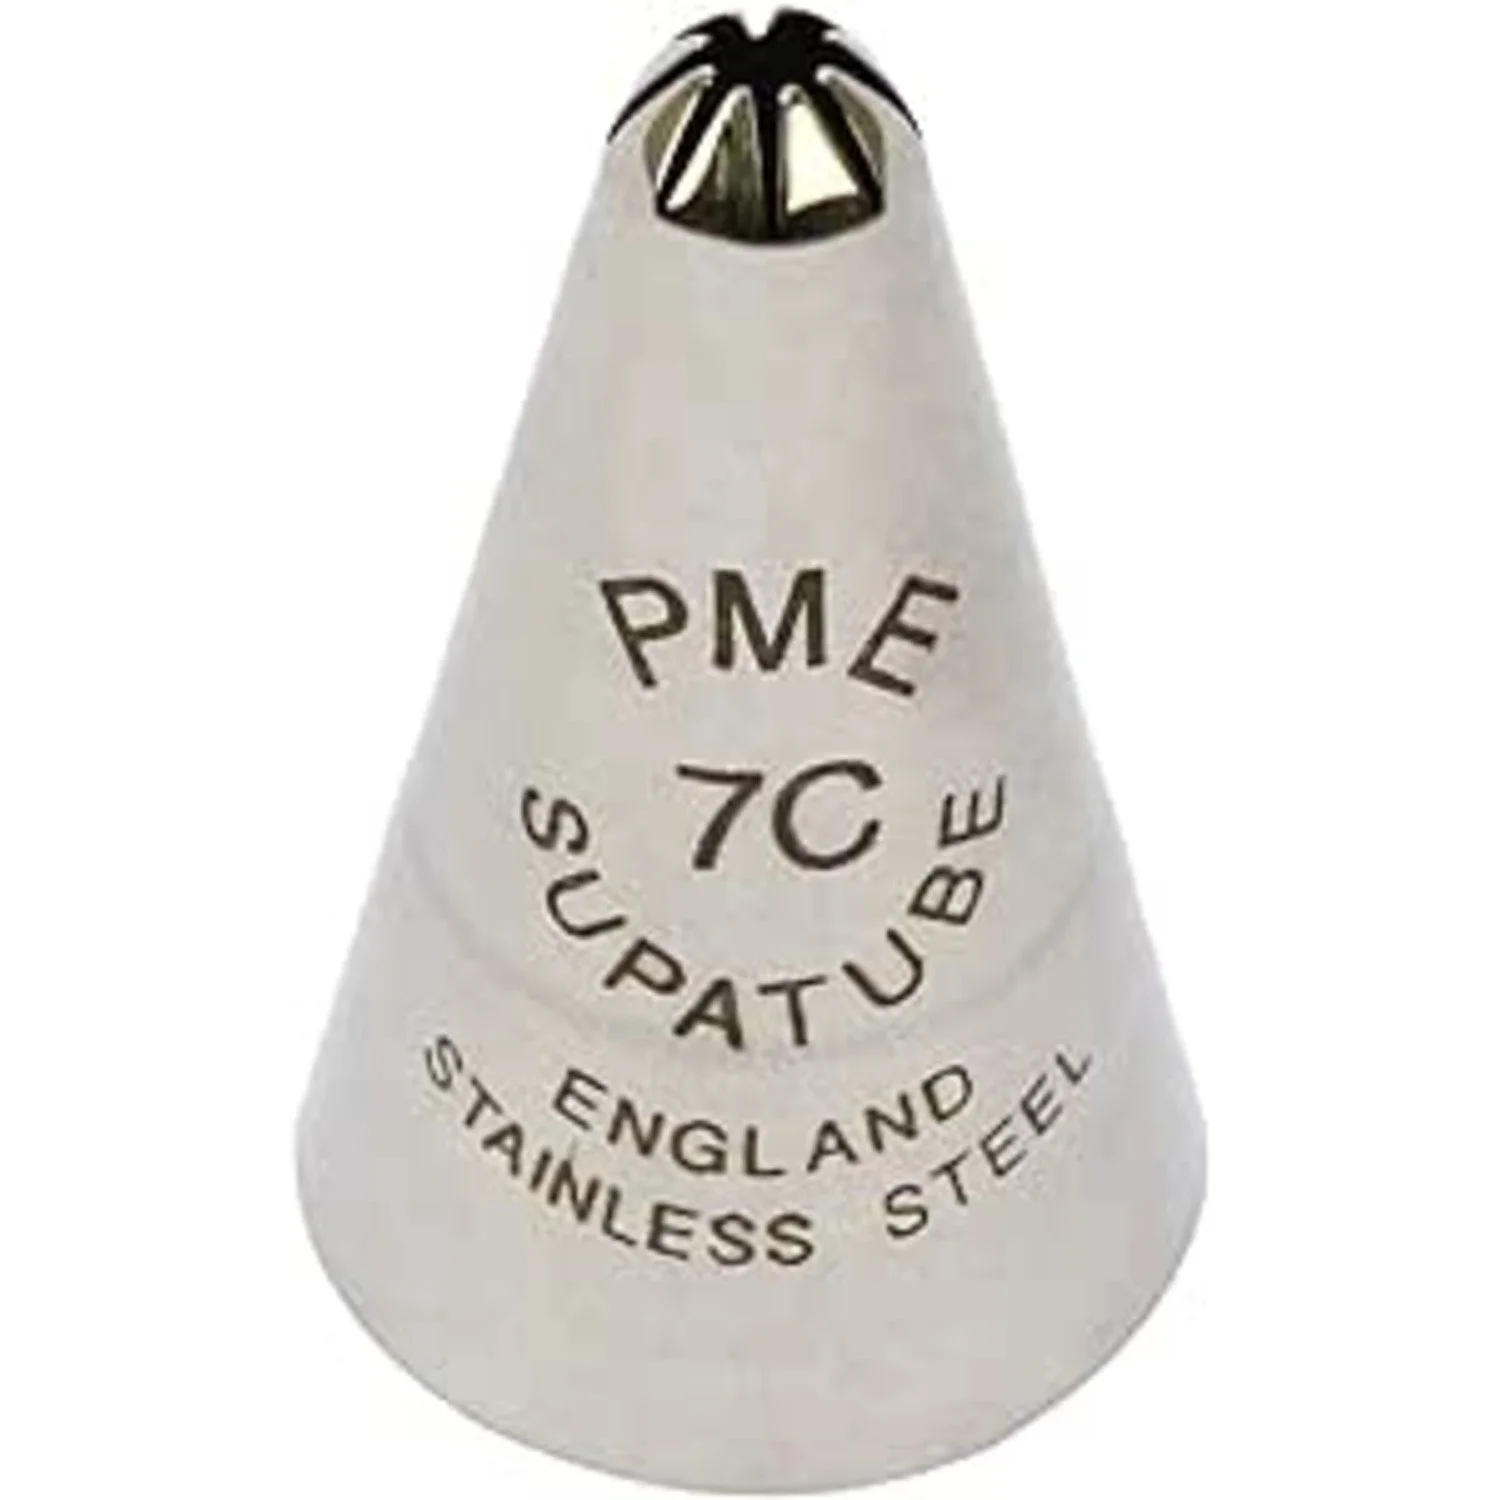 PME
7C
SUPATUBE
ENGLAND
STAINLESS STEEL